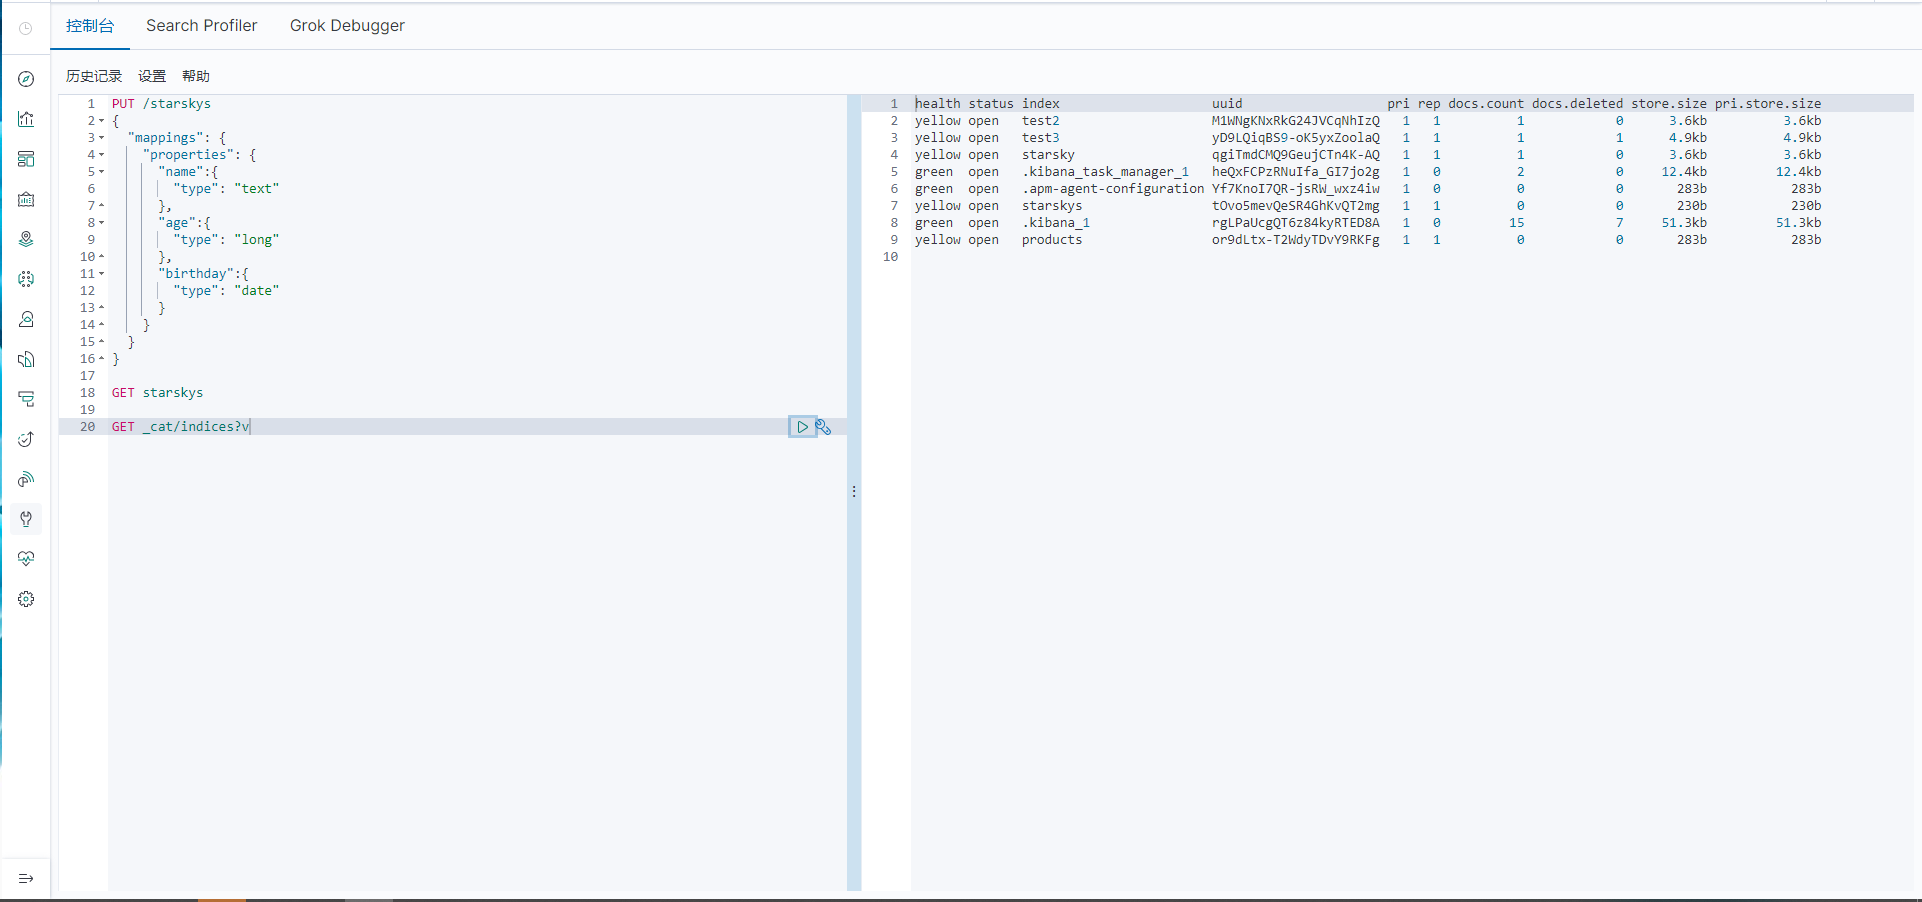 控制台 Search Profiler Grok Debugger
历史记录 设置 帮助
1 PUT /starskys
2 {
3 "mappings": {
4 "properties": {
5 "name":{
6 "type": "text"
7 },
8 "age":{
9 "type": "long"
10 },
11 "birthday":{
12 "type": "date"
13 }
14 }
15 }
16 }
17
18 GET starskys
19
20 GET _cat/indices?v
1 health status index uuid pri rep docs.count docs.deleted store.size pri.store.size
2 yellow open test2 M1WNgKNxRkG24JVCqNhIzQ 1 1 1 0 3.6kb 3.6kb
3 yellow open test3 yD9LQiqBS9-oK5yxZoolaQ 1 1 1 1 4.9kb 4.9kb
4 yellow open starsky qgiTmdCMQ9GeujCTn4K-AQ 1 1 1 0 3.6kb 3.6kb
5 green open .kibana_task_manager_1 heQxFCPzRNuIfa_GI7jo2g 1 0 2 0 12.4kb 12.4kb
6 green open .apm-agent-configuration Yf7KnoI7QR-jsRW_wxz4iw 1 0 0 0 283b 283b
7 yellow open starskys tOvo5mevQeSR4GhKvQT2mg 1 1 0 0 230b 230b
8 green open .kibana_1 rgLPaUcgQT6z84kyRTED8A 1 0 15 7 51.3kb 51.3kb
9 yellow open products or9dLtx-T2WdyTDvY9RKFg 1 1 0 0 283b 283b
10